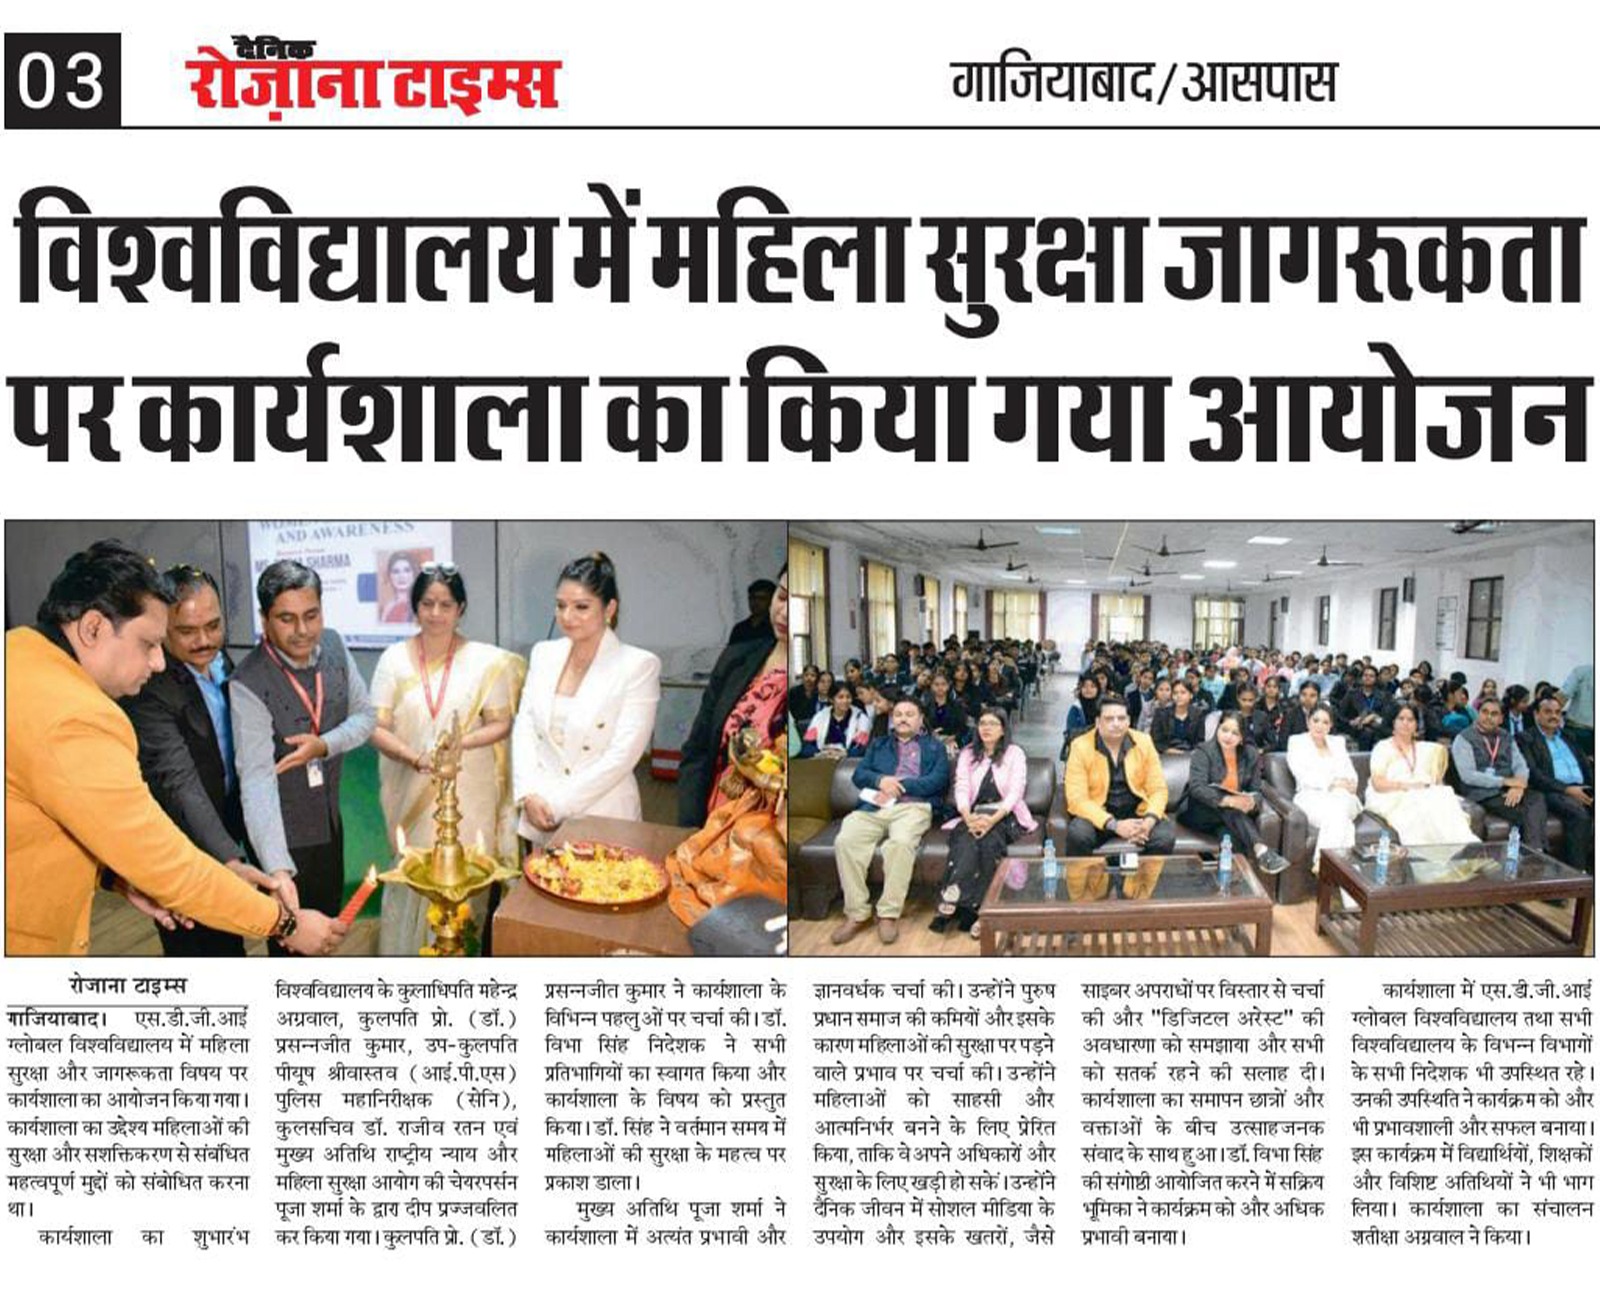 03
दैनिक
रोज़ाना टाइम्स
गाजियाबाद/आसपास
विश्वविद्यालय में महिला सुरक्षा जागरूकता
पर कार्यशाला का किया गया आयोजन
AND AWARENESS
SHARMA
रोजाना टाइम्स
गाजियाबाद। एस.डी.जी.आई
ग्लोबल विश्वविद्यालय में महिला
सुरक्षा और जागरूकता विषय पर
कार्यशाला का आयोजन किया गया।
कार्यशाला का उद्देश्य महिलाओं की
सुरक्षा और सशक्तिकरण से संबंधित
महत्वपूर्ण मुद्दों को संबोधित करना
था।
कार्यशाला का शुभारंभ
विश्वविद्यालय के कुलाधिपति महेन्द्र
अग्रवाल, कुलपति प्रो. (डॉ.)
प्रसन्नजीत कुमार, उप-कुलपति
पीयूष श्रीवास्तव (आई.पी.एस)
पुलिस महानिरीक्षक (सेनि),
कुलसचिव डॉ. राजीव रतन एवं
मुख्य अतिथि राष्ट्रीय न्याय और
महिला सुरक्षा आयोग की चेयरपर्सन
पूजा शर्मा के द्वारा दीप प्रज्जवलित
कर किया गया। कुलपति प्रो. (डॉ.)
प्रसन्नजीत कुमार ने कार्यशाला के
विभिन्न पहलुओं पर चर्चा की। डॉ.
विभा सिंह निदेशक ने सभी
प्रतिभागियों का स्वागत किया और
कार्यशाला के विषय को प्रस्तुत
किया। डॉ. सिंह ने वर्तमान समय में
महिलाओं की सुरक्षा के महत्व पर
प्रकाश डाला।
मुख्य अतिथि पूजा शर्मा ने
कार्यशाला में अत्यंत प्रभावी और
ज्ञानवर्धक चर्चा की। उन्होंने पुरुष
प्रधान समाज की कमियों और इसके
कारण महिलाओं की सुरक्षा पर पड़ने
वाले प्रभाव पर चर्चा की। उन्होंने
महिलाओं को साहसी और
आत्मनिर्भर बनने के लिए प्रेरित
किया, ताकि वे अपने अधिकारों और
सुरक्षा के लिए खड़ी हो सकें। उन्होंने
दैनिक जीवन में सोशल मीडिया के
उपयोग और इसके खतरों, जैसे
साइबर अपराधों पर विस्तार से चर्चा
की और "डिजिटल अरेस्ट" की
अवधारणा को समझाया और सभी
को सतर्क रहने की सलाह दी।
कार्यशाला का समापन छात्रों और
वक्ताओं के बीच उत्साहजनक
संवाद के साथ हुआ। डॉ. विभा सिंह
की संगोष्ठी आयोजित करने में सक्रिय
भूमिका ने कार्यक्रम को और अधिक
प्रभावी बनाया।
कार्यशाला में एस.डी.जी.आई
ग्लोबल विश्वविद्यालय तथा सभी
विश्वविद्यालय के विभन्न विभागों
के सभी निदेशक भी उपस्थित रहे।
उनकी उपस्थिति ने कार्यक्रम को और
भी प्रभावशाली और सफल बनाया।
इस कार्यक्रम में विद्यार्थियों, शिक्षकों
और विशिष्ट अतिथियों ने भी भाग
लिया। कार्यशाला का संचालन
अग्रवाल ने किया।